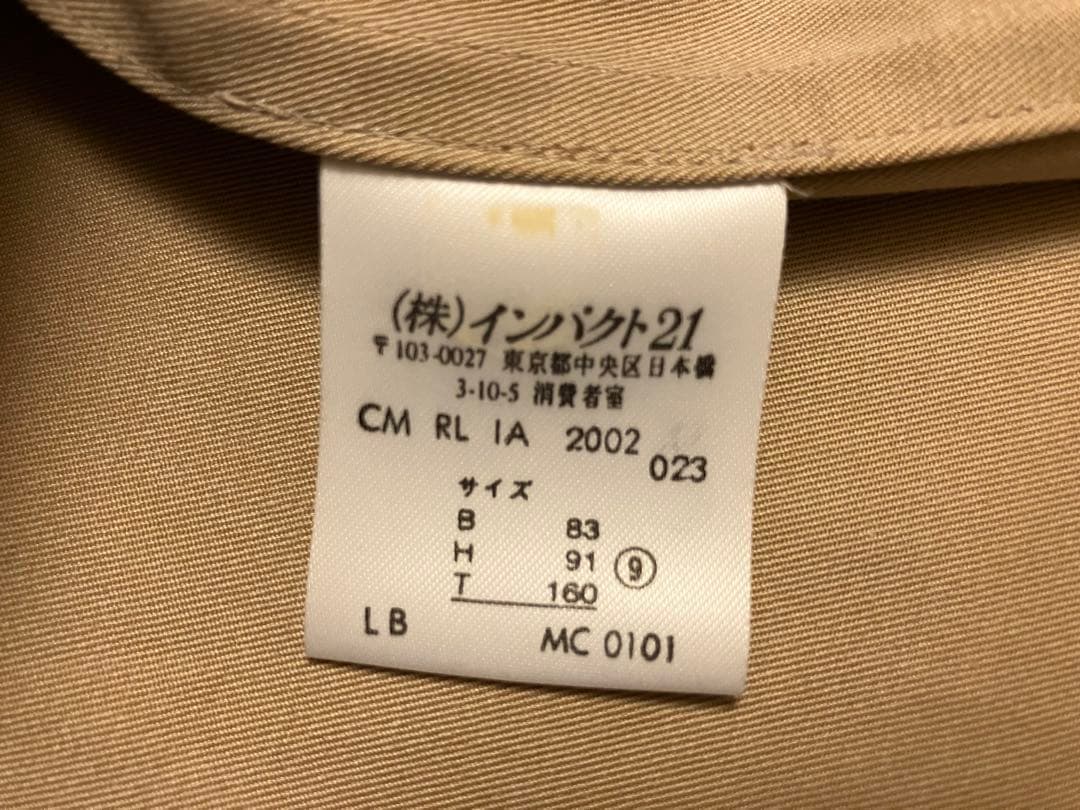 (株)インパクト21
〒103-0027 東京都中央区日本橋
3-10-5 消費者室
CM RL IA 2002
023
サイズ
B 83
H 91 ⑨
T 160
LB MC 0101